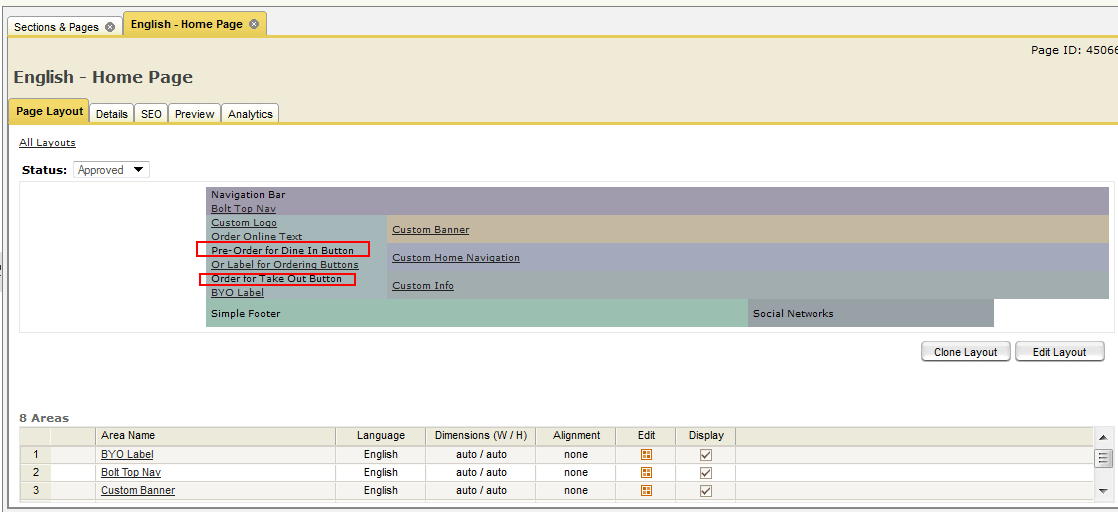 Sections & Pages
English - Home Page
Page ID: 45066
English - Home Page
Page Layout Details SEO Preview Analytics
All Layouts
Status: Approved
Navigation Bar
Bolt Top Nav
Custom Logo
Order Online Text
Pre-Order for Dine In Button
Or Label for Ordering Buttons
Order for Take Out Button
BYO Label
Custom Banner
Custom Home Navigation
Custom Info
Simple Footer
Social Networks
Clone Layout Edit Layout
8 Areas
Area Name Language Dimensions (W / H) Alignment Edit Display
1 BYO Label English auto / auto none
2 Bolt Top Nav English auto / auto none
3 Custom Banner English auto / auto none